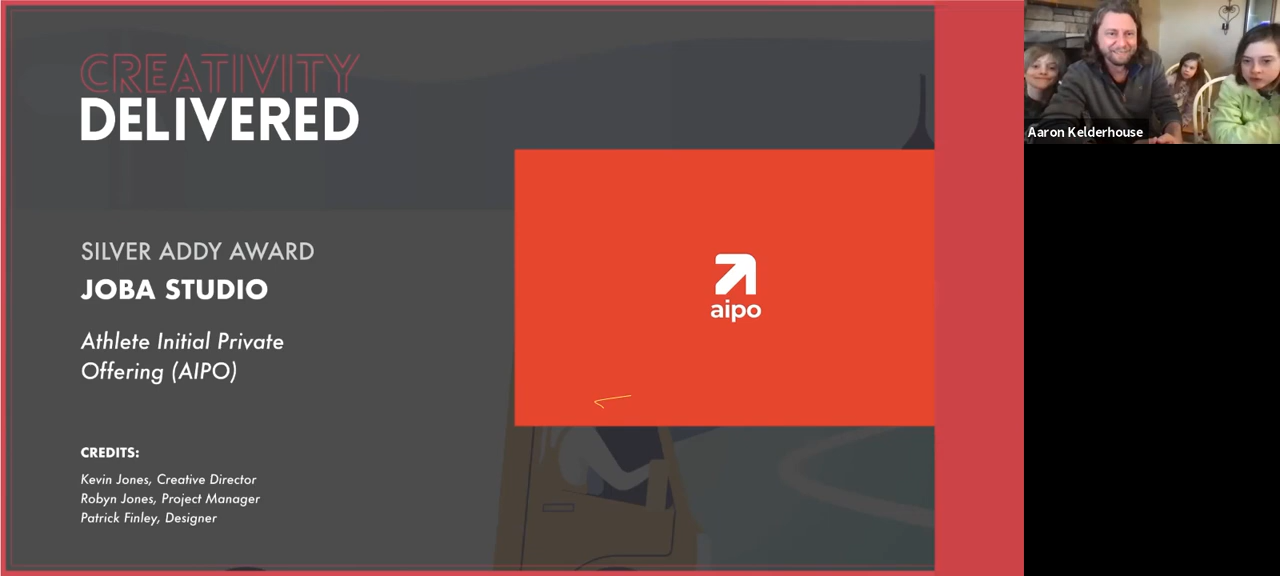 CREATIVITY
DELIVERED
SILVER ADDY AWARD
JOBA STUDIO
Athlete Initial Private
Offering (AIPO)
CREDITS:
Kevin Jones, Creative Director
Robyn Jones, Project Manager
Patrick Finley, Designer
aipo
Aaron Kelderhouse